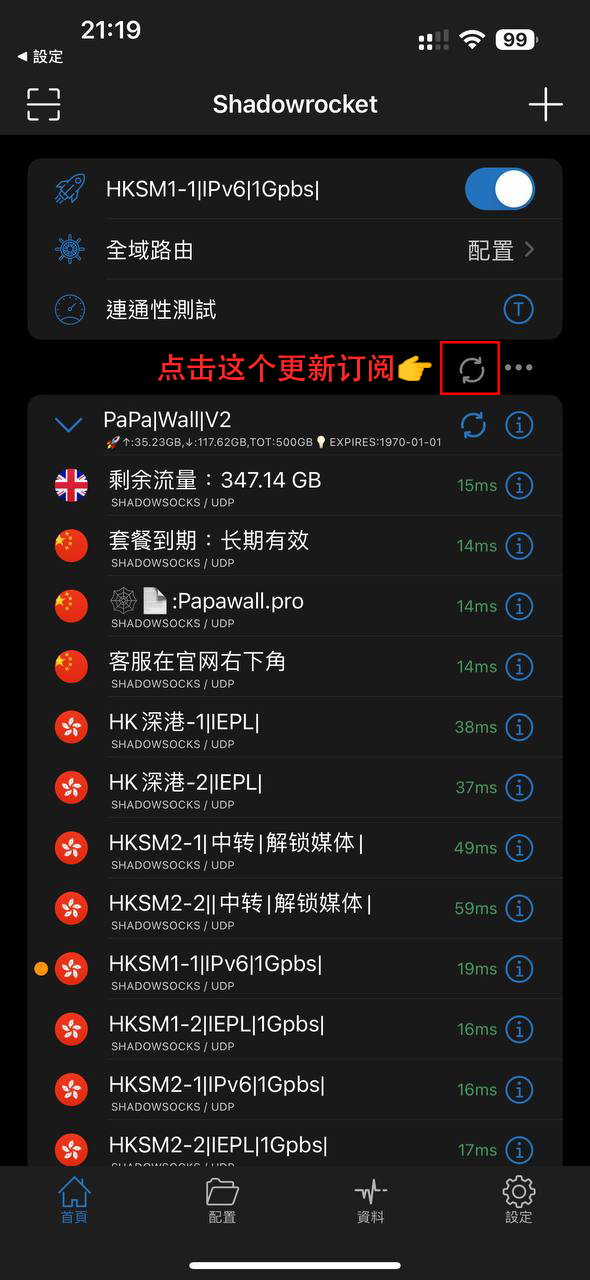 21:19
99
◀ 設定
Shadowrocket
HKSM1-1|IPv6|1Gpbs|
全域路由
配置
連通性測試
T
点击这个更新订阅👉
PaPa|Wall|V2
🚀↑:35.23GB,↓:117.62GB,TOT:500GB💡EXPIRES:1970-01-01
剩余流量：347.14 GB
15ms
SHADOWSOCKS / UDP
套餐到期：长期有效
14ms
SHADOWSOCKS / UDP
🕸📄:Papawall.pro
14ms
SHADOWSOCKS / UDP
客服在官网右下角
14ms
SHADOWSOCKS / UDP
HK深港-1|IEPL|
38ms
SHADOWSOCKS / UDP
HK深港-2|IEPL|
37ms
SHADOWSOCKS / UDP
HKSM2-1|中转|解锁媒体|
49ms
SHADOWSOCKS / UDP
HKSM2-2||中转|解锁媒体|
59ms
SHADOWSOCKS / UDP
HKSM1-1|IPv6|1Gpbs|
19ms
SHADOWSOCKS / UDP
HKSM1-2|IEPL|1Gpbs|
16ms
SHADOWSOCKS / UDP
HKSM2-1|IPv6|1Gpbs|
16ms
SHADOWSOCKS / UDP
HKSM2-2|IEPL|1Gpbs|
17ms
SHADOWSOCKS / UDP
首頁
配置
資料
設定